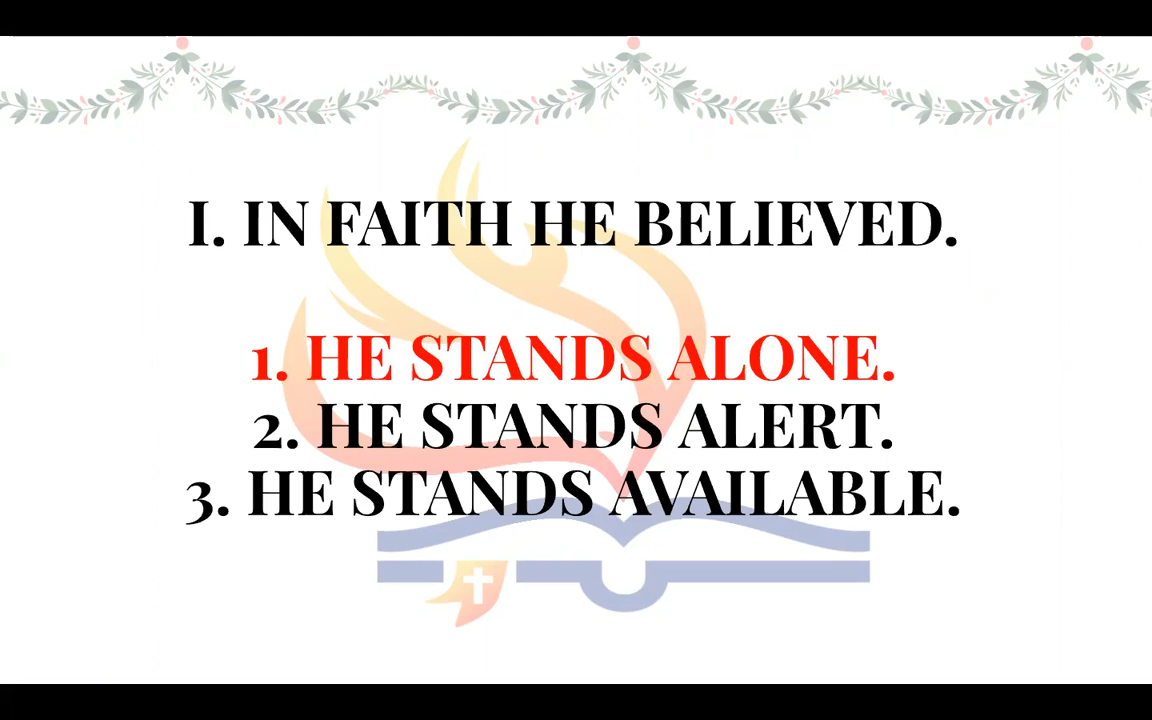 I. IN FAITH HE BELIEVED.
1. HE STANDS ALONE.
2. HE STANDS ALERT.
3. HE STANDS AVAILABLE.